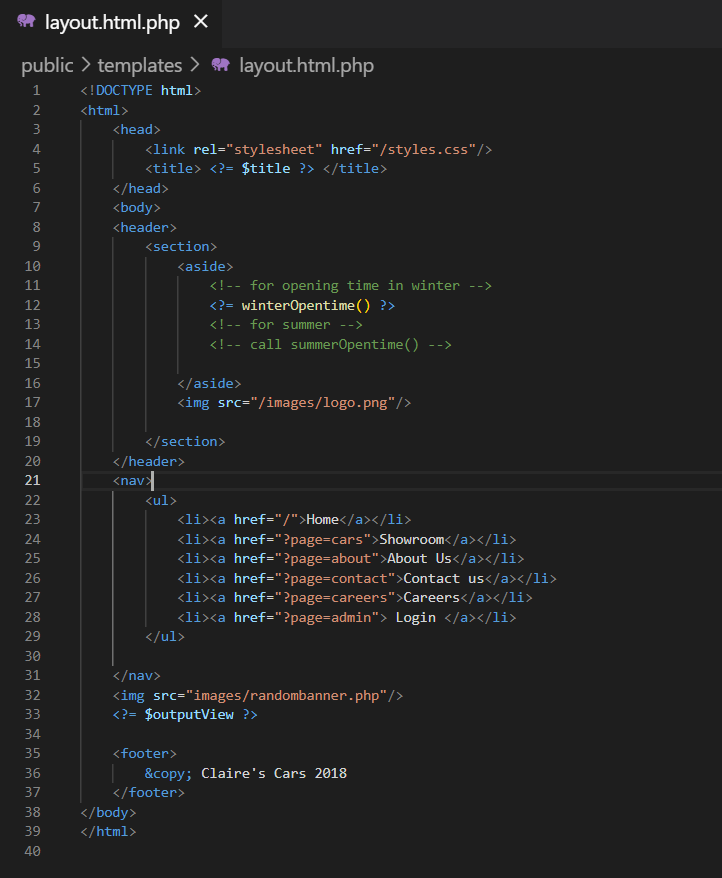 layout.html.php ✕
public > templates > layout.html.php
1 <!DOCTYPE html>
2 <html>
3 <head>
4 <link rel="stylesheet" href="/styles.css"/>
5 <title> <?= $title ?> </title>
6 </head>
7 <body>
8 <header>
9 <section>
10 <aside>
11 <!-- for opening time in winter -->
12 <?= winterOpentime() ?>
13 <!-- for summer -->
14 <!-- call summerOpentime() -->
15
16 </aside>
17 <img src="/images/logo.png"/>
18
19 </section>
20 </header>
21 <nav>
22 <ul>
23 <li><a href="/">Home</a></li>
24 <li><a href="?page=cars">Showroom</a></li>
25 <li><a href="?page=about">About Us</a></li>
26 <li><a href="?page=contact">Contact us</a></li>
27 <li><a href="?page=careers">Careers</a></li>
28 <li><a href="?page=admin"> Login </a></li>
29 </ul>
30
31 </nav>
32 <img src="images/randombanner.php"/>
33 <?= $outputView ?>
34
35 <footer>
36 &copy; Claire's Cars 2018
37 </footer>
38 </body>
39 </html>
40